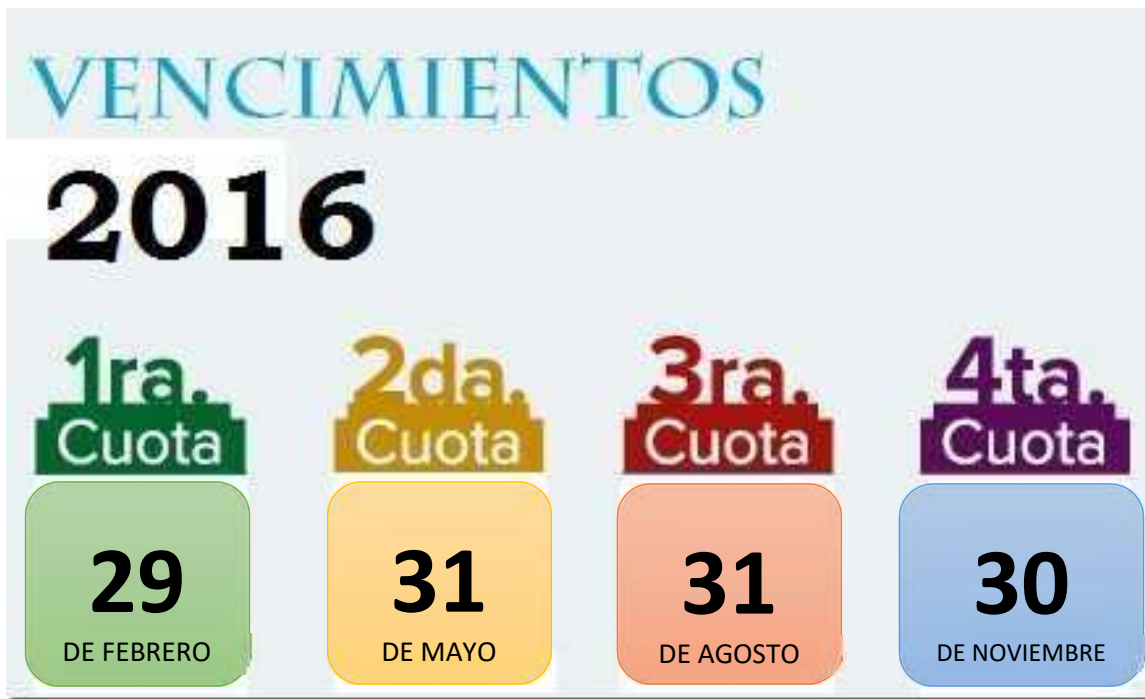 VENCIMIENTOS
2016
1ra.
Cuota
29
DE FEBRERO
2da.
Cuota
31
DE MAYO
3ra.
Cuota
31
DE AGOSTO
4ta.
Cuota
30
DE NOVIEMBRE